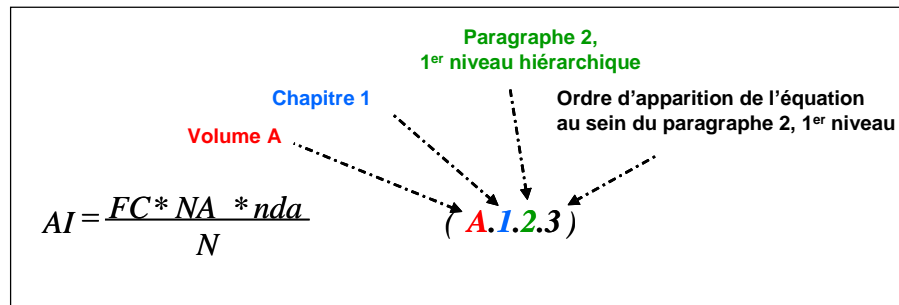 Paragraphe 2,
1er niveau hiérarchique
Chapitre 1
Ordre d'apparition de l'équation
au sein du paragraphe 2, 1er niveau
Volume A
AI = FC* NA * nda
N
( A.1.2.3 )